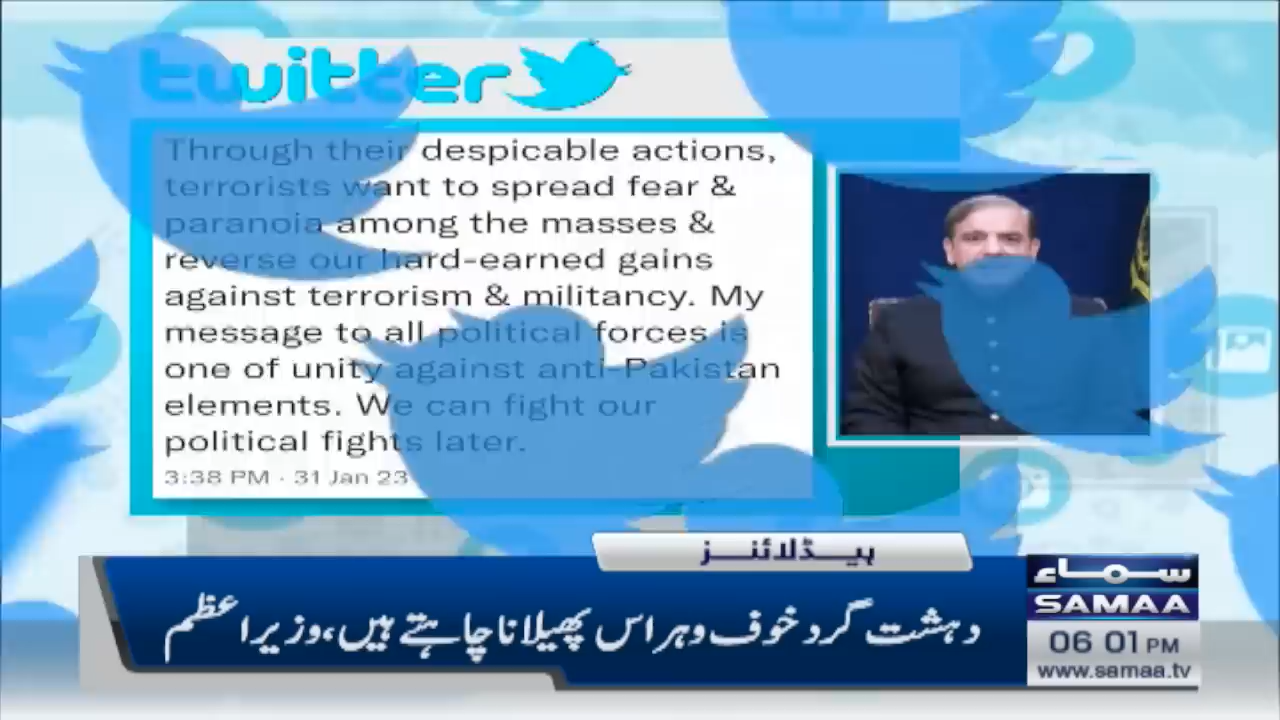 twitter
Through their despicable actions,
terrorists want to spread fear &
paranoia among the masses &
reverse our hard-earned gains
against terrorism & militancy. My
message to all political forces is
one of unity against anti-Pakistan
elements. We can fight our
political fights later.
3:38 PM · 31 Jan 23
ہیڈلائنز
دہشت گرد خوف وہراس پھیلانا چاہتے ہیں،وزیراعظم
سماء
SAMAA
06 01 PM
www.samaa.tv